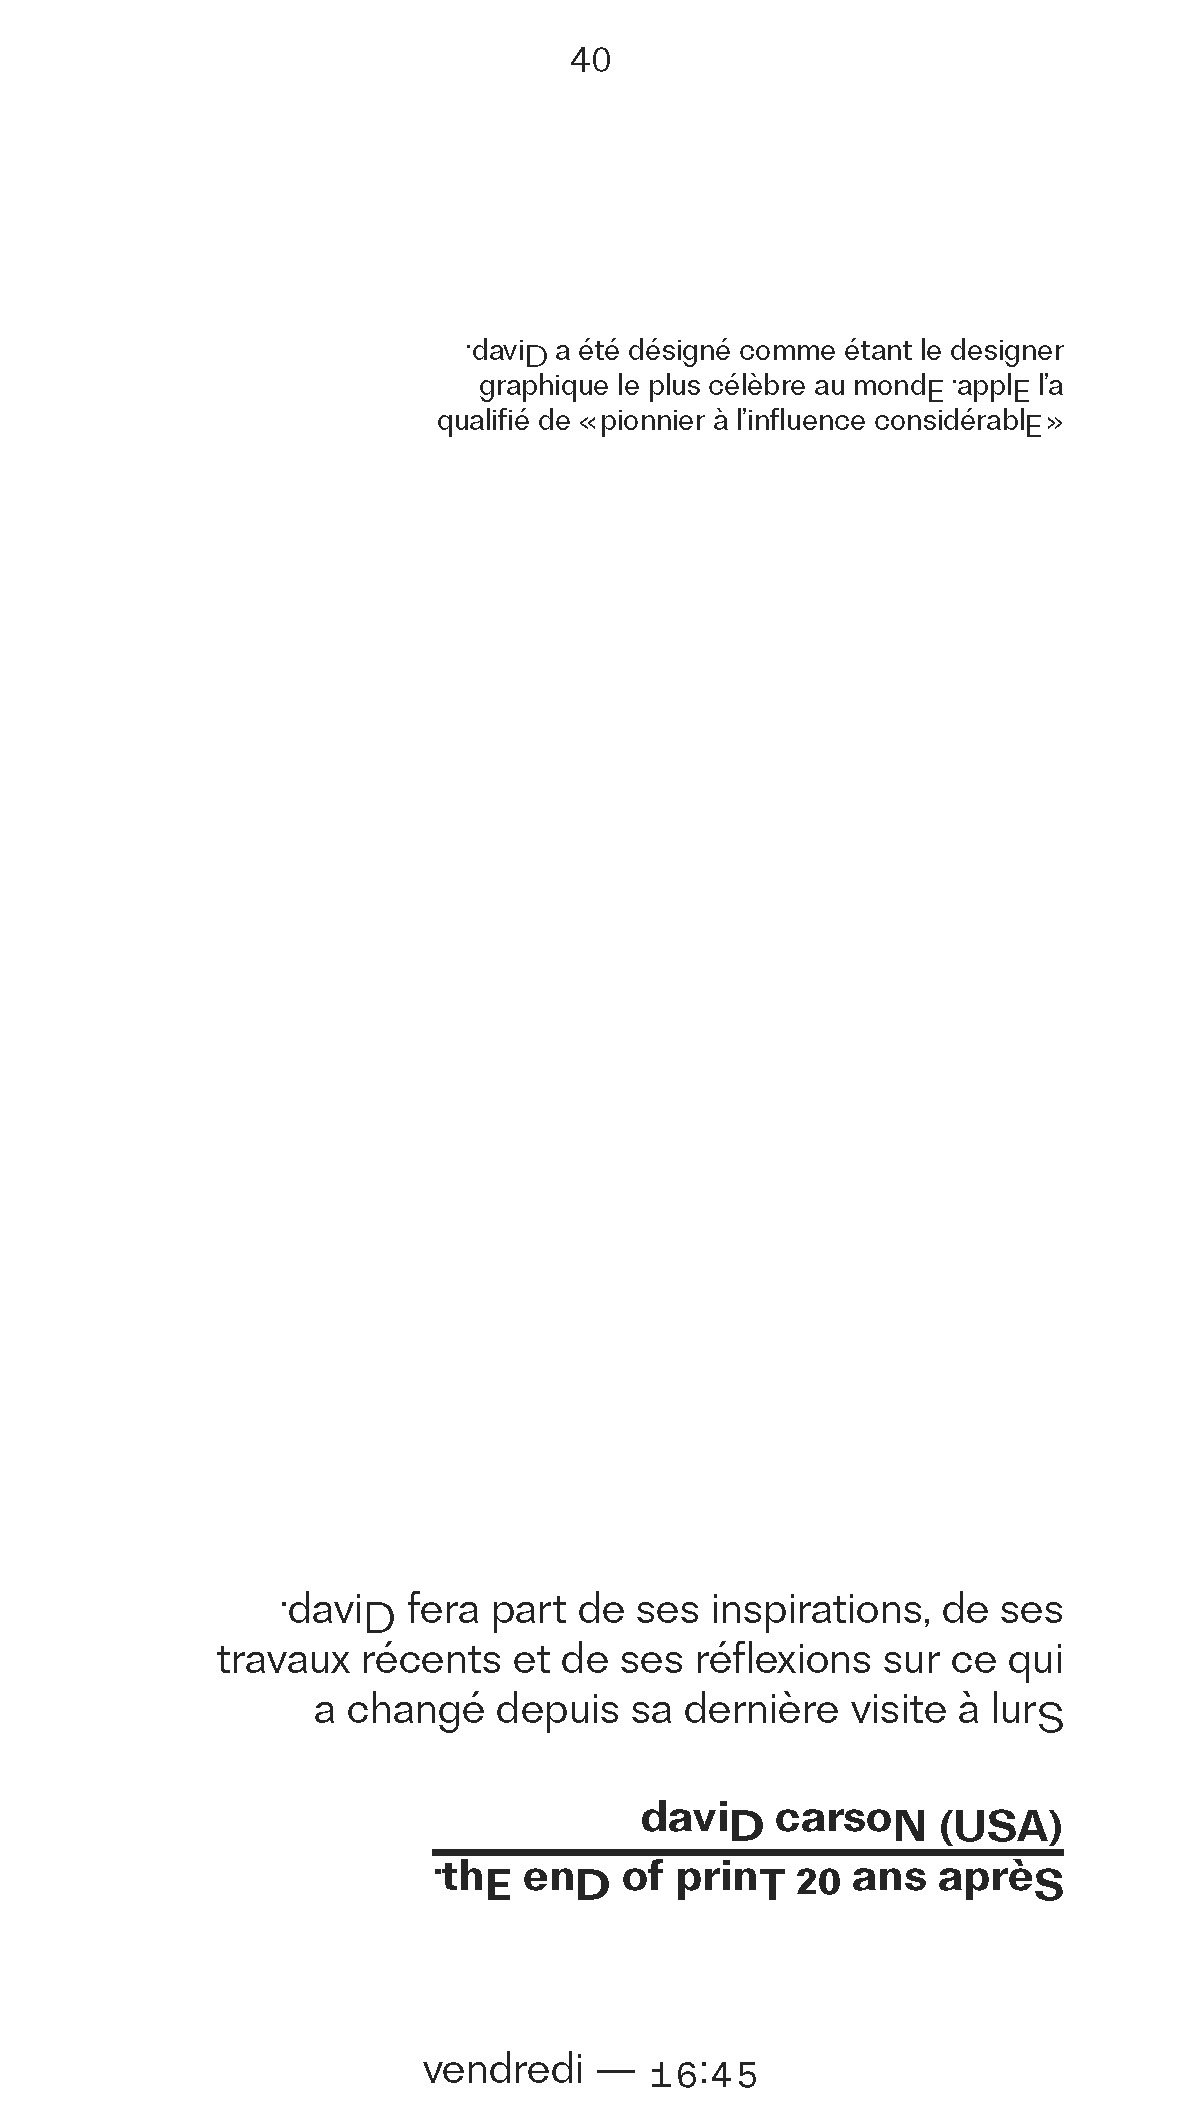 40
·daviD a été désigné comme étant le designer
graphique le plus célèbre au mondE ·applE l’a
qualifié de « pionnier à l’influence considérablE »
·daviD fera part de ses inspirations, de ses
travaux récents et de ses réflexions sur ce qui
a changé depuis sa dernière visite à lurS
daviD carsoN (USA)
·thE enD of prinT 20 ans aprèS
vendredi — 16:45